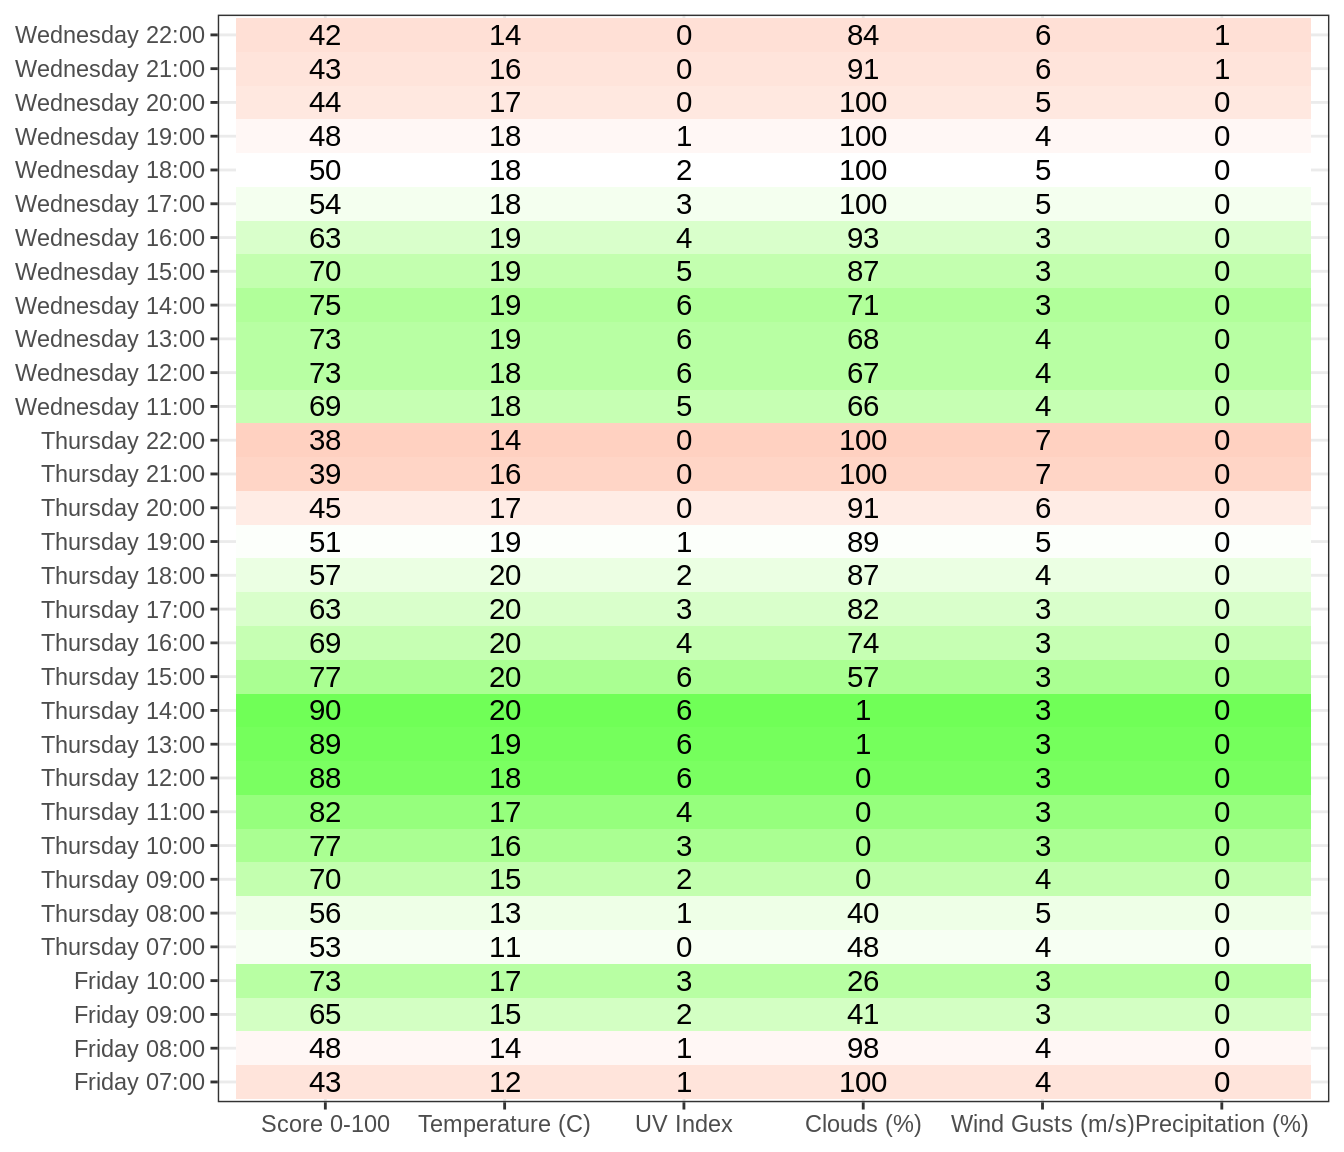 Wednesday 22:00 42 14 0 84 6 1
Wednesday 21:00 43 16 0 91 6 1
Wednesday 20:00 44 17 0 100 5 0
Wednesday 19:00 48 18 1 100 4 0
Wednesday 18:00 50 18 2 100 5 0
Wednesday 17:00 54 18 3 100 5 0
Wednesday 16:00 63 19 4 93 3 0
Wednesday 15:00 70 19 5 87 3 0
Wednesday 14:00 75 19 6 71 3 0
Wednesday 13:00 73 19 6 68 4 0
Wednesday 12:00 73 18 6 67 4 0
Wednesday 11:00 69 18 5 66 4 0
Thursday 22:00 38 14 0 100 7 0
Thursday 21:00 39 16 0 100 7 0
Thursday 20:00 45 17 0 91 6 0
Thursday 19:00 51 19 1 89 5 0
Thursday 18:00 57 20 2 87 4 0
Thursday 17:00 63 20 3 82 3 0
Thursday 16:00 69 20 4 74 3 0
Thursday 15:00 77 20 6 57 3 0
Thursday 14:00 90 20 6 1 3 0
Thursday 13:00 89 19 6 1 3 0
Thursday 12:00 88 18 6 0 3 0
Thursday 11:00 82 17 4 0 3 0
Thursday 10:00 77 16 3 0 3 0
Thursday 09:00 70 15 2 0 4 0
Thursday 08:00 56 13 1 40 5 0
Thursday 07:00 53 11 0 48 4 0
Friday 10:00 73 17 3 26 3 0
Friday 09:00 65 15 2 41 3 0
Friday 08:00 48 14 1 98 4 0
Friday 07:00 43 12 1 100 4 0
Score 0-100 Temperature (C) UV Index Clouds (%) Wind Gusts (m/s) Precipitation (%)